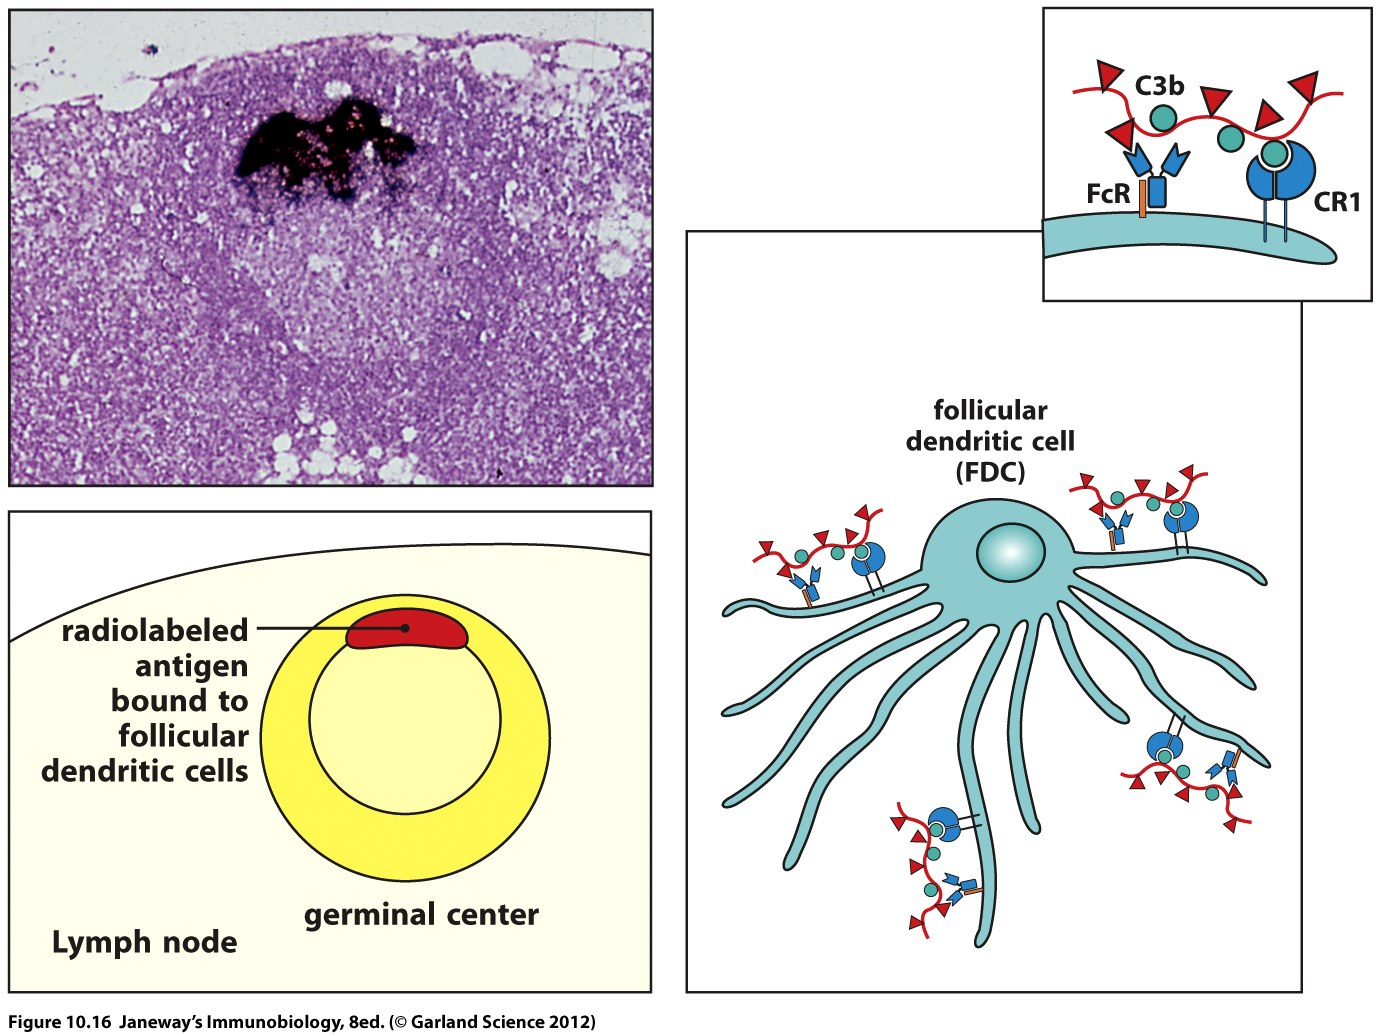 C3b
FcR
CR1
follicular
dendritic cell
(FDC)
radiolabeled
antigen
bound to
follicular
dendritic cells
germinal center
Lymph node
Figure 10.16 Janeway's Immunobiology, 8ed. (© Garland Science 2012)